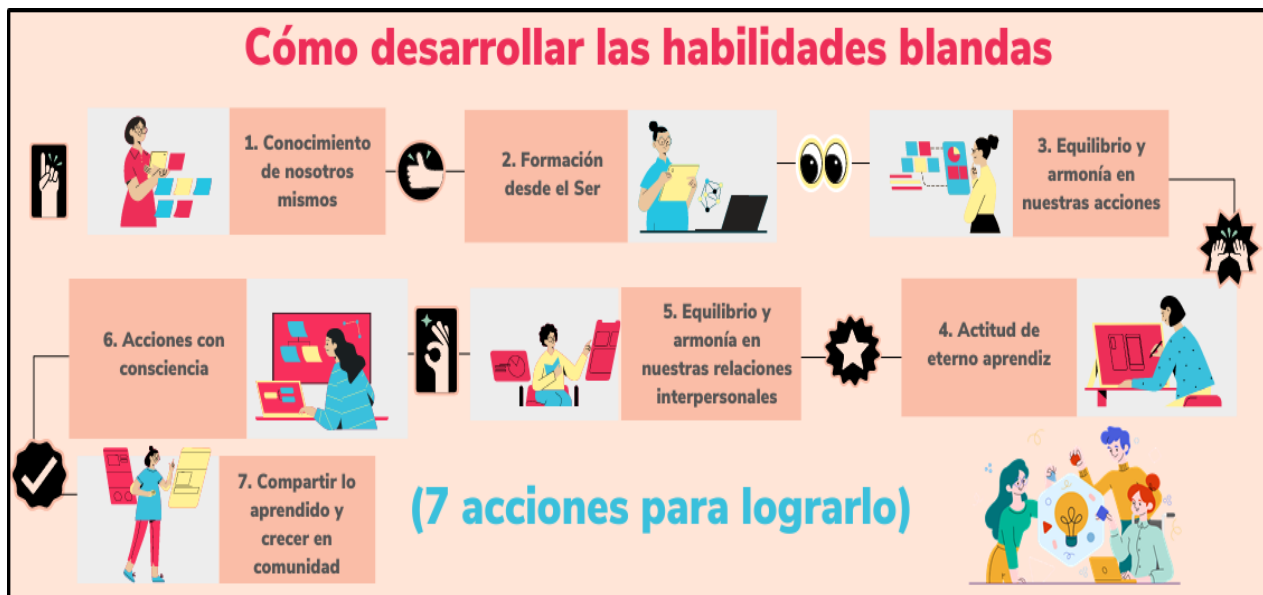 Cómo desarrollar las habilidades blandas
1. Conocimiento
de nosotros
mismos
2. Formación
desde el Ser
3. Equilibrio y
armonía en
nuestras acciones
4. Actitud de
eterno aprendiz
5. Equilibrio y
armonía en
nuestras relaciones
interpersonales
6. Acciones con
consciencia
7. Compartir lo
aprendido y
crecer en
comunidad
(7 acciones para lograrlo)